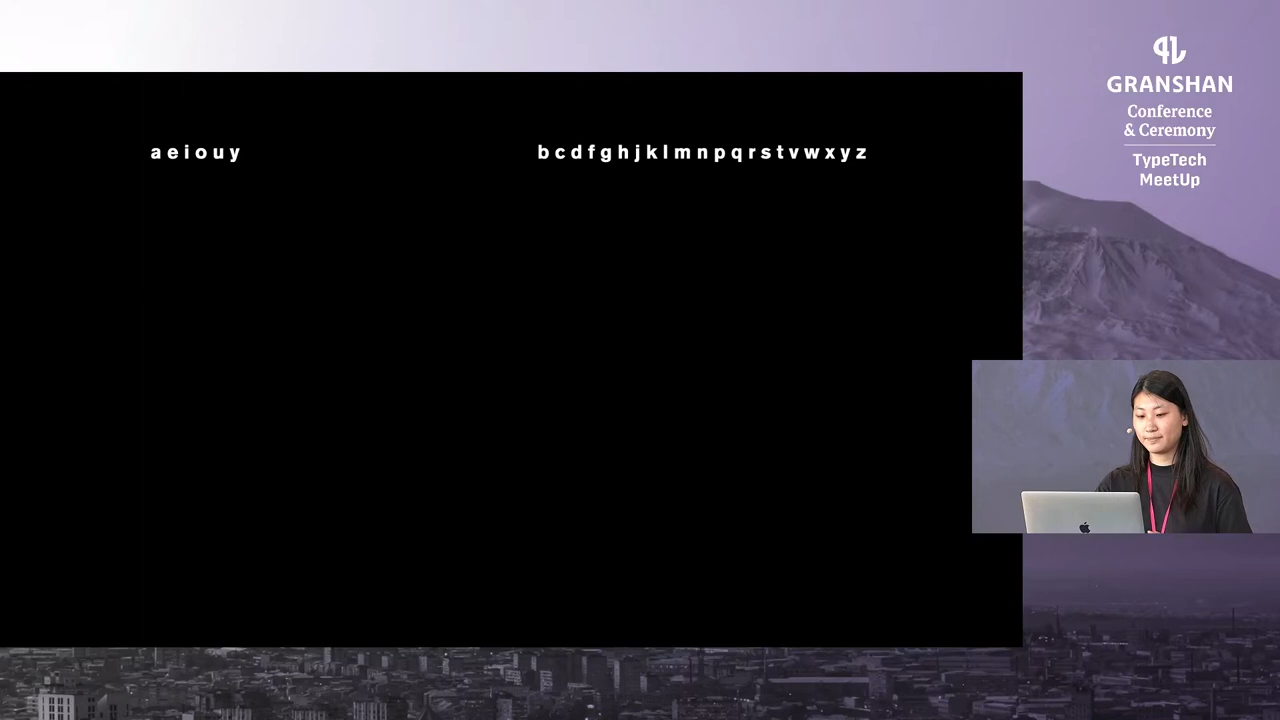 a e i o u y
b c d f g h j k l m n p q r s t v w x y z
GRANSHAN
Conference
& Ceremony
TypeTech
MeetUp